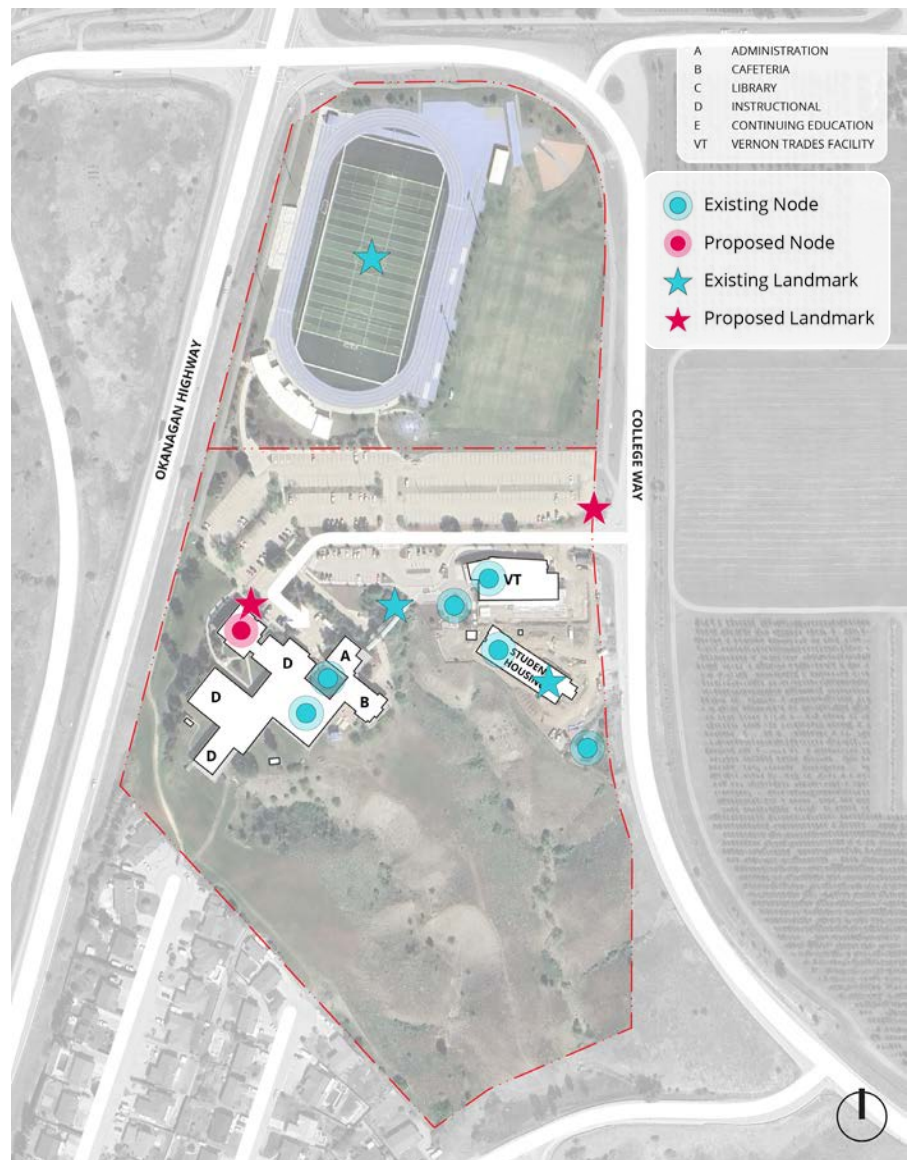 A ADMINISTRATION
B CAFETERIA
C LIBRARY
D INSTRUCTIONAL
E CONTINUING EDUCATION
VT VERNON TRADES FACILITY
Existing Node
Proposed Node
Existing Landmark
Proposed Landmark
OKANAGAN HIGHWAY
COLLEGE WAY
VT
STUDEN
HOUSING
A
D
D
B
D